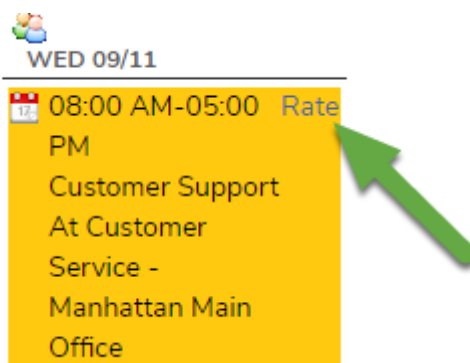 WED 09/11
08:00 AM-05:00 Rate
PM
Customer Support
At Customer
Service -
Manhattan Main
Office